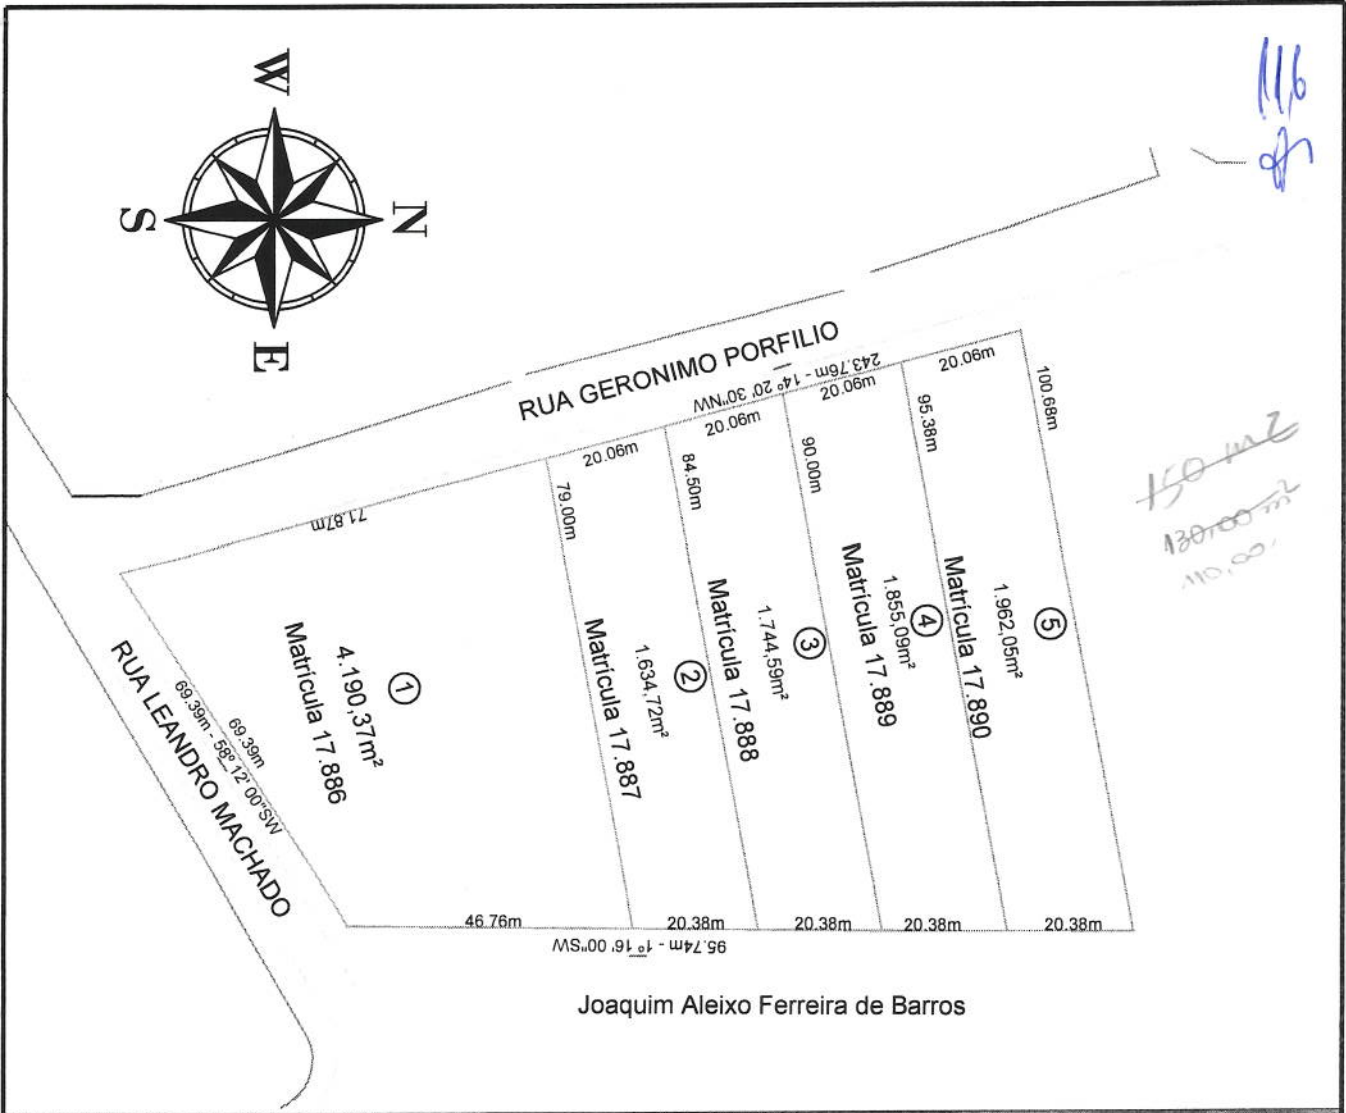 116
W
N
S
E
RUA GERONIMO PORFILIO
243.76m - 14º 20' 30"NW
20.06m
20.06m
20.06m
20.06m
71.87m
100.68m
95.38m
90.00m
84.50m
79.00m
150 m2
130,00 m²
110,00
5
1.962,05m²
Matrícula 17.890
4
1.855,09m²
Matrícula 17.889
3
1.744,59m²
Matrícula 17.888
2
1.634,72m²
Matrícula 17.887
1
4.190,37m²
Matrícula 17.886
69.39m
69.39m - 58º 12' 00"SW
RUA LEANDRO MACHADO
46.76m
20.38m
20.38m
20.38m
20.38m
95.74m - 1º 16' 00"SW
Joaquim Aleixo Ferreira de Barros